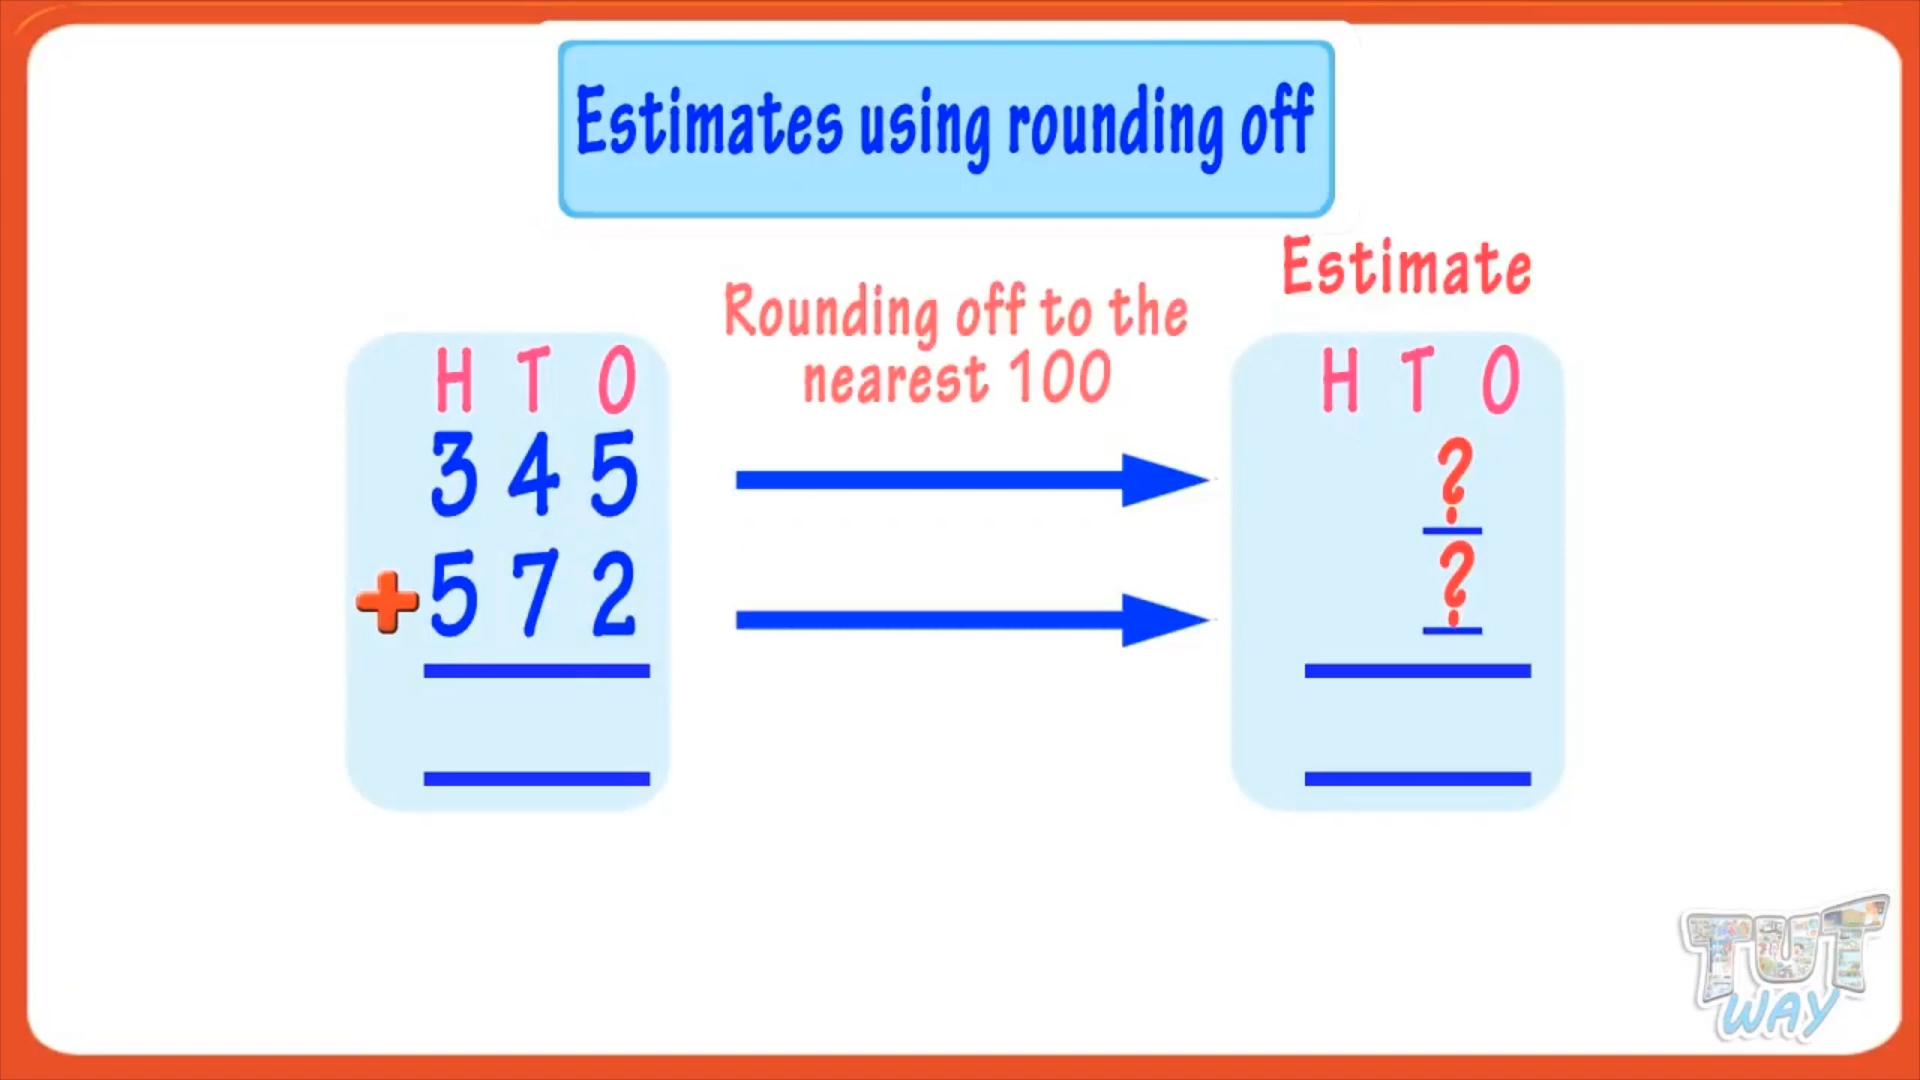 Estimates using rounding off
Estimate
Rounding off to the
nearest 100
H T O
3 4 5
+ 5 7 2
H T O
?
?
TUT
WAY